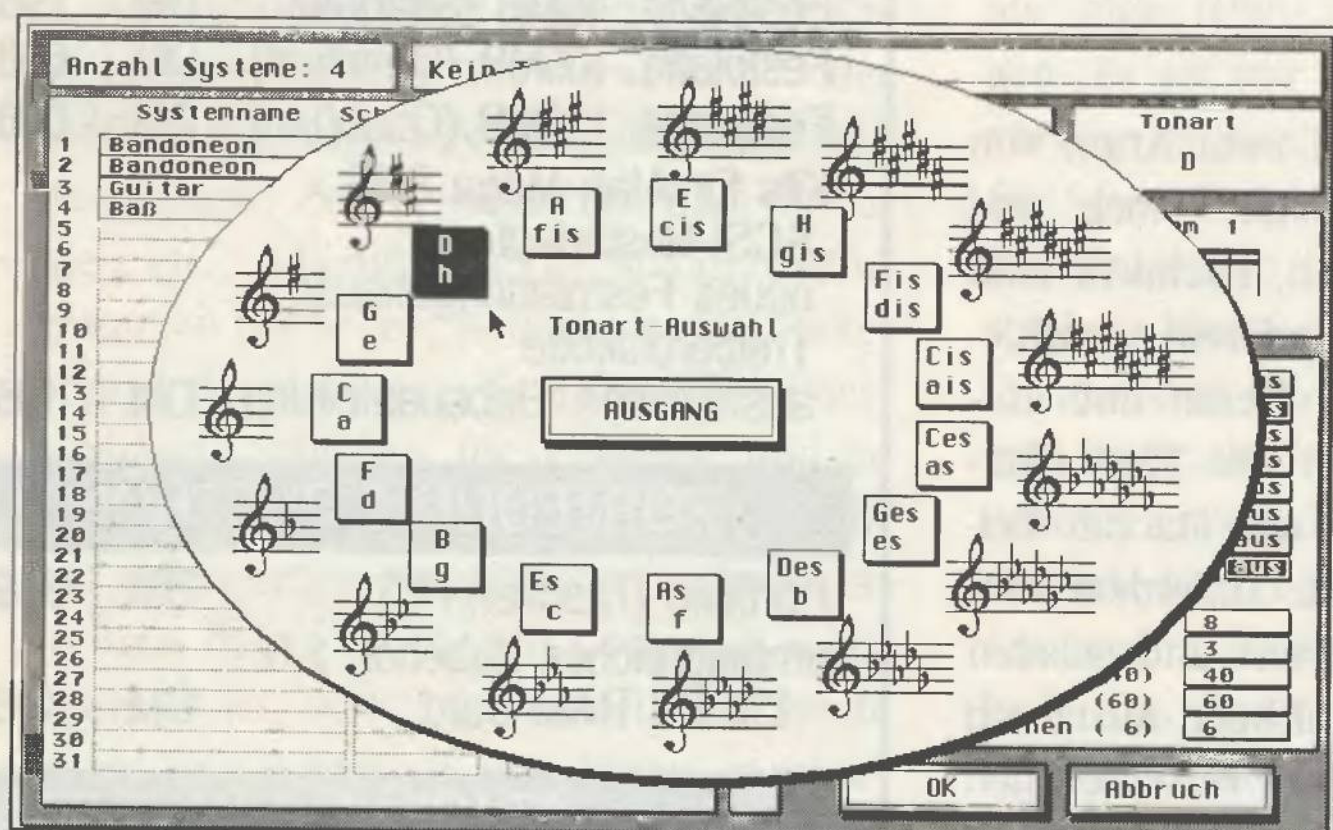 Anzahl Systeme: 4
Systemname
Tonart
D
1 Bandoneon
2 Bandoneon
3 Guitar
4 Baß
5
6
7
8
9
10
11
12
13
14
15
16
17
18
19
20
21
22
23
24
25
26
27
28
29
30
31
Tonart-Auswahl
AUSGANG
C
a
G
e
D
h
A
fis
E
cis
H
gis
Fis
dis
Cis
ais
Ces
as
Ges
es
Des
b
As
f
Es
c
B
g
F
d
1
aus
8
3
40
(60) 60
( 6) 6
OK
Abbruch